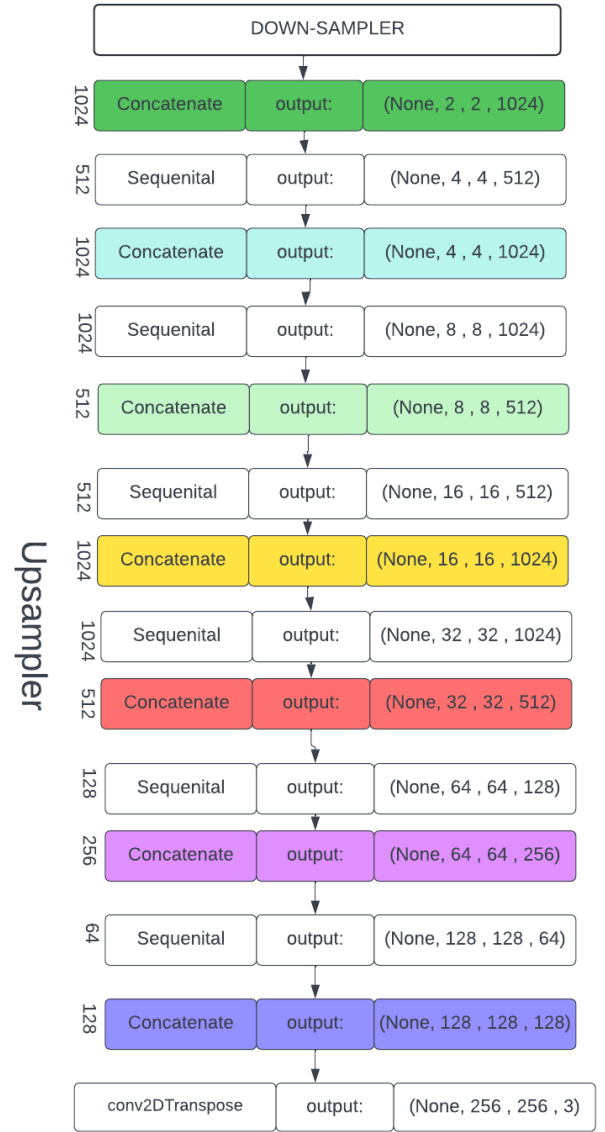 DOWN-SAMPLER
1024 Concatenate output: (None, 2 , 2 , 1024)
512 Sequenital output: (None, 4 , 4 , 512)
1024 Concatenate output: (None, 4 , 4 , 1024)
1024 Sequenital output: (None, 8 , 8 , 1024)
512 Concatenate output: (None, 8 , 8 , 512)
512 Sequenital output: (None, 16 , 16 , 512)
1024 Concatenate output: (None, 16 , 16 , 1024)
1024 Sequenital output: (None, 32 , 32 , 1024)
512 Concatenate output: (None, 32 , 32 , 512)
128 Sequenital output: (None, 64 , 64 , 128)
256 Concatenate output: (None, 64 , 64 , 256)
64 Sequenital output: (None, 128 , 128 , 64)
128 Concatenate output: (None, 128 , 128 , 128)
conv2DTranspose output: (None, 256 , 256 , 3)
Upsampler